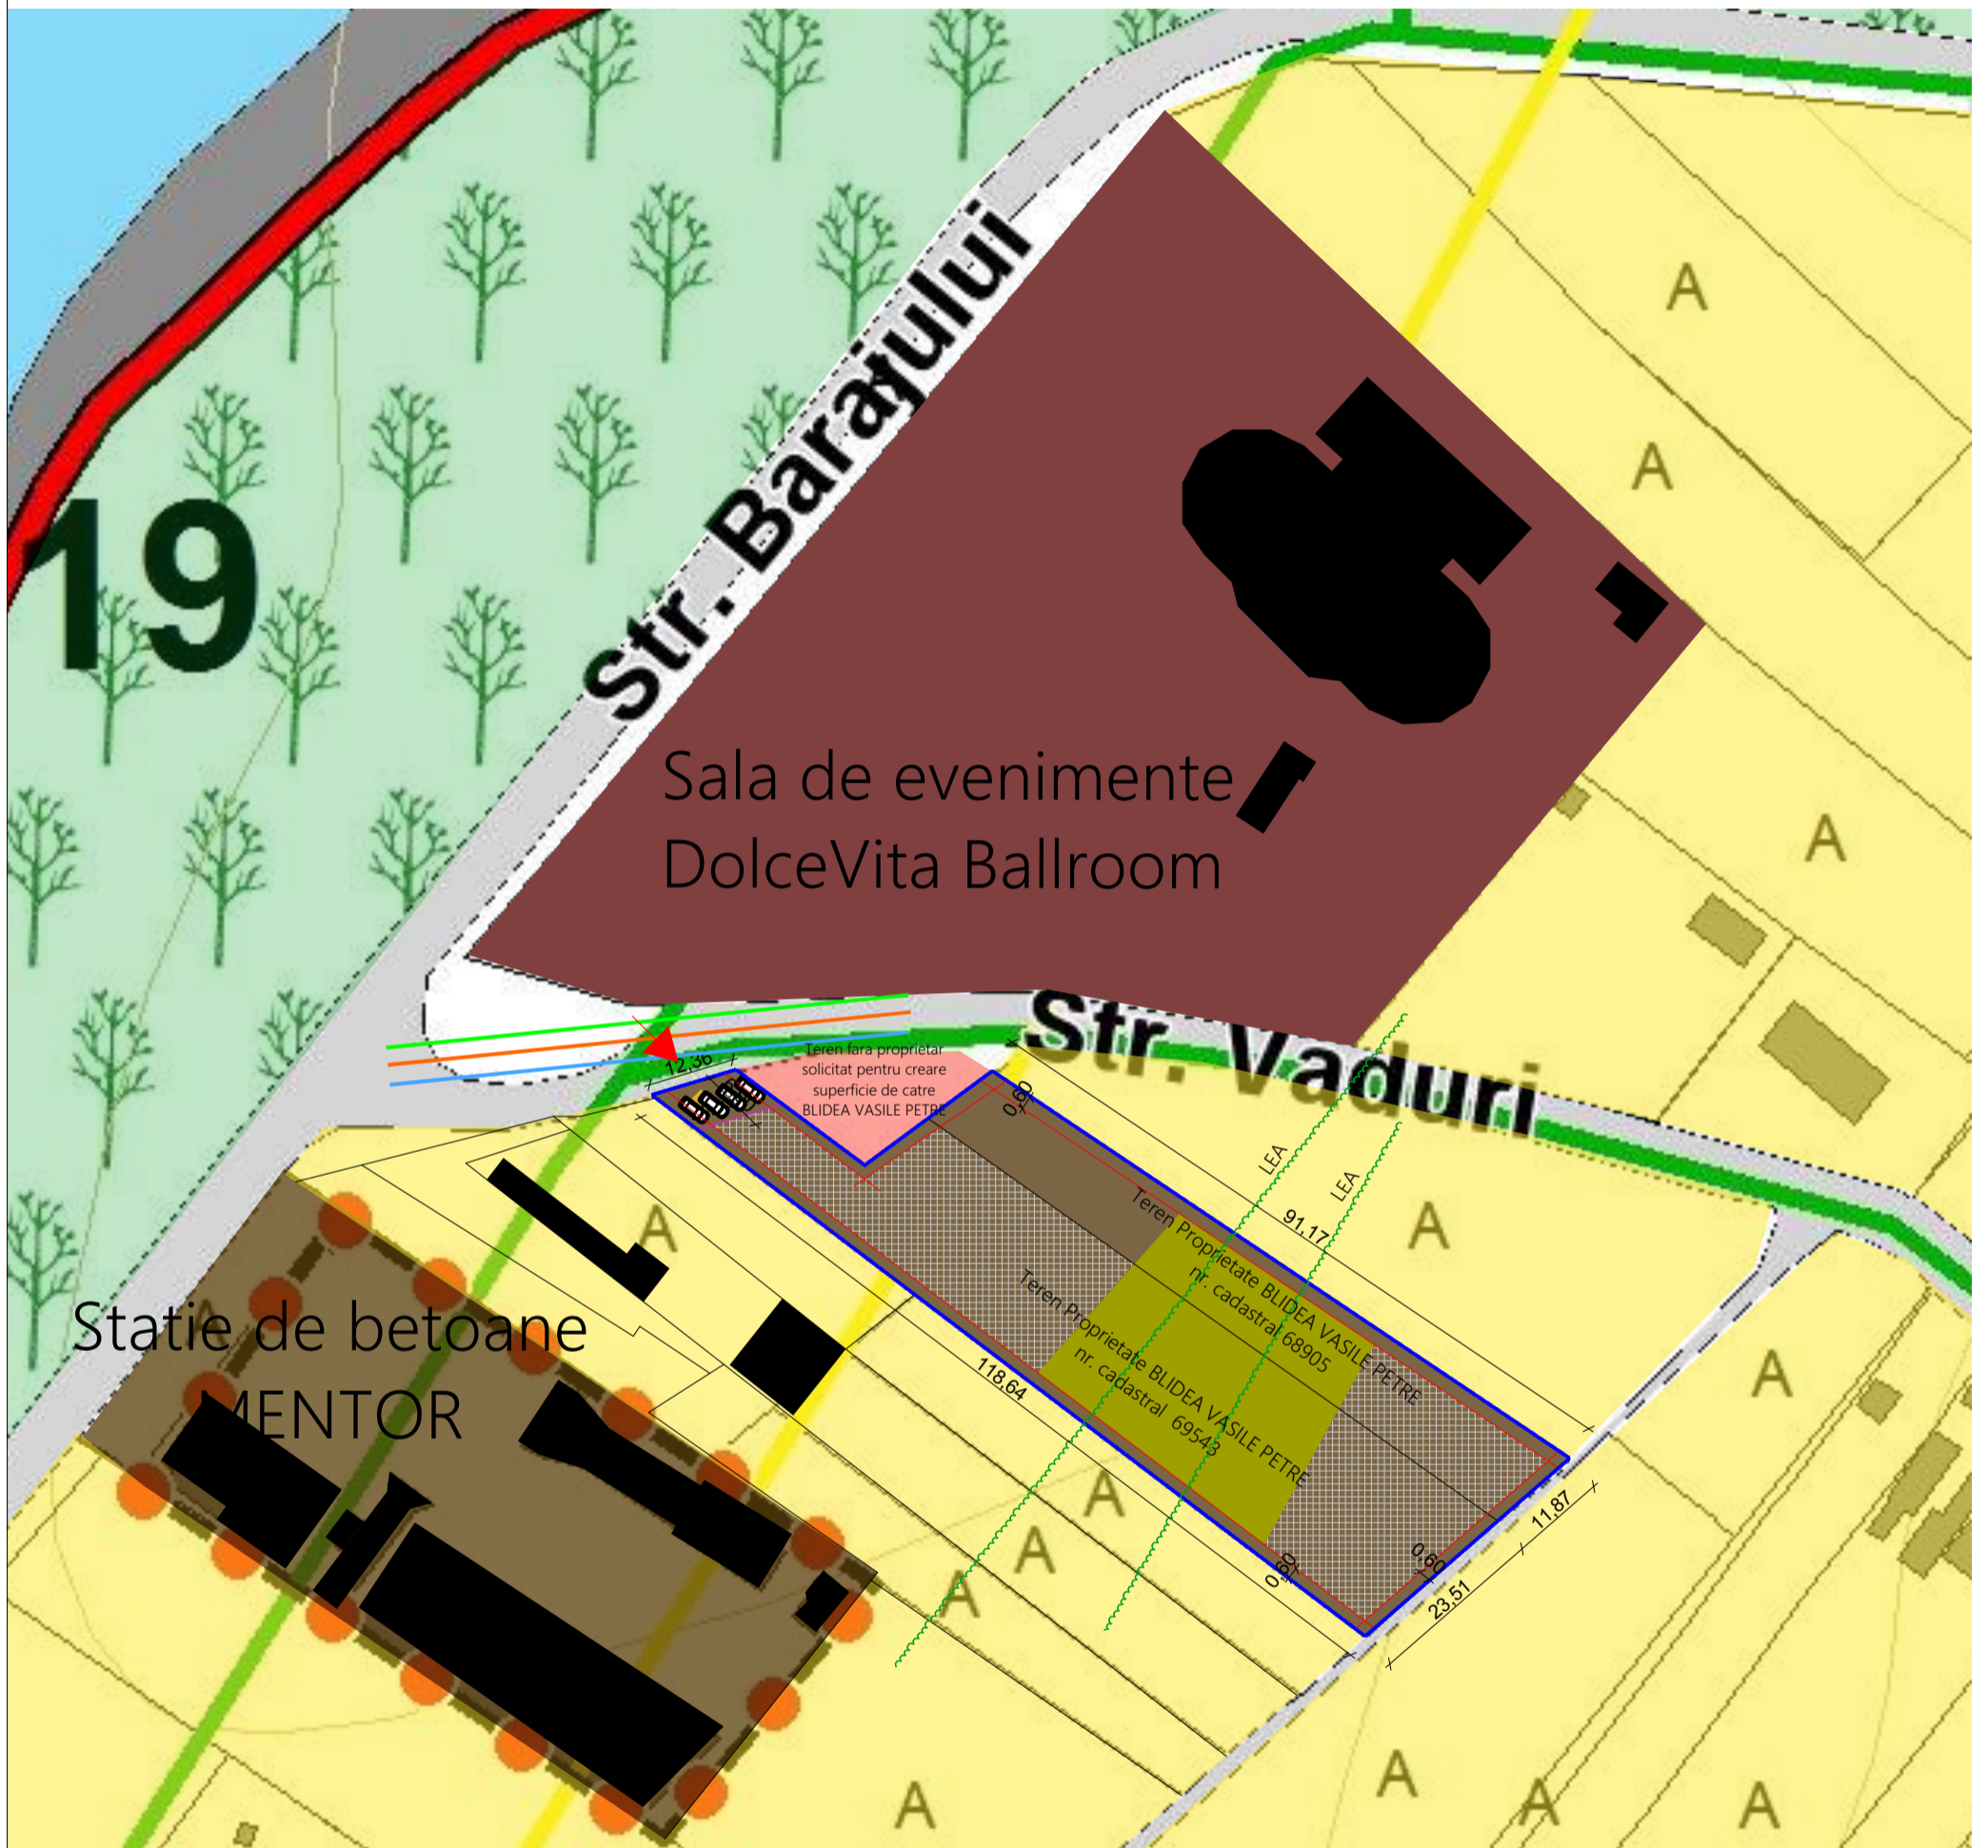 19
Str. Barajului
A
A
A
Sala de evenimente
DolceVita Ballroom
Str. Vaduri
Teren fara proprietar
solicitat pentru creare
superficie de catre
BLIDEA VASILE PETRE
12,36
0,60
LEA
LEA
91,17
A
A
A
Teren Proprietate BLIDEA VASILE PETRE
nr. cadastral 68905
Teren Proprietate BLIDEA VASILE PETRE
nr. cadastral 69543
118,64
Statie de betoane
MENTOR
A
A
A
11,87
0,60
0,60
23,51
A
A
A
A